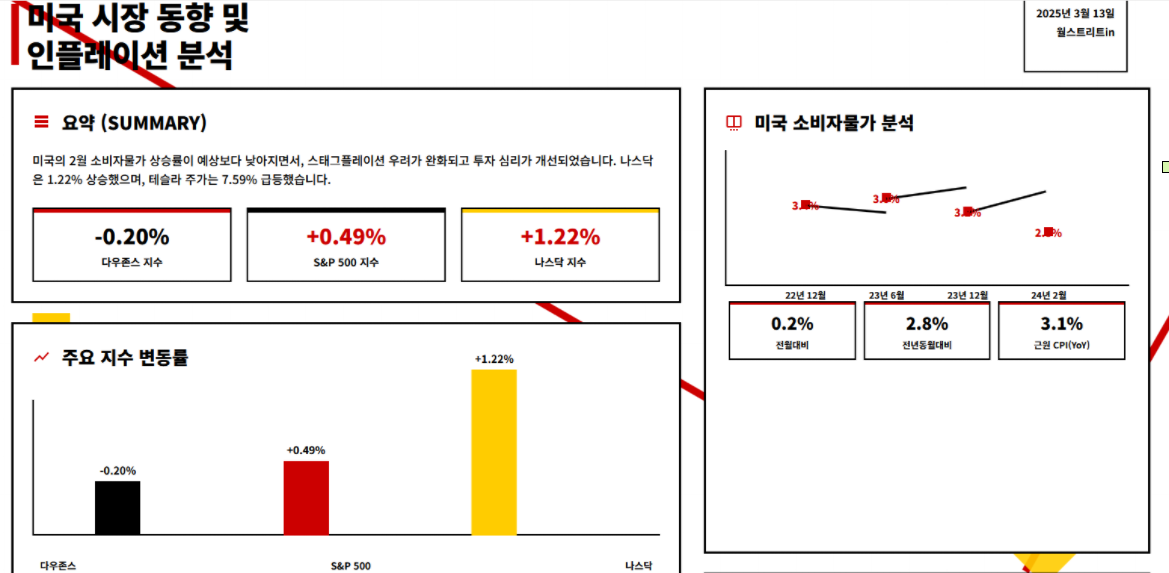 미국 시장 동향 및
인플레이션 분석
2025년 3월 13일
월스트리트in
요약 (SUMMARY)
미국의 2월 소비자물가 상승률이 예상보다 낮아지면서, 스태그플레이션 우려가 완화되고 투자 심리가 개선되었습니다. 나스닥
은 1.22% 상승했으며, 테슬라 주가는 7.59% 급등했습니다.
-0.20%
다우존스 지수
+0.49%
S&P 500 지수
+1.22%
나스닥 지수
주요 지수 변동률
-0.20%
+0.49%
+1.22%
다우존스
S&P 500
나스닥
미국 소비자물가 분석
22년 12월
23년 6월
23년 12월
24년 2월
0.2%
전월대비
2.8%
전년동월대비
3.1%
근원 CPI(YoY)